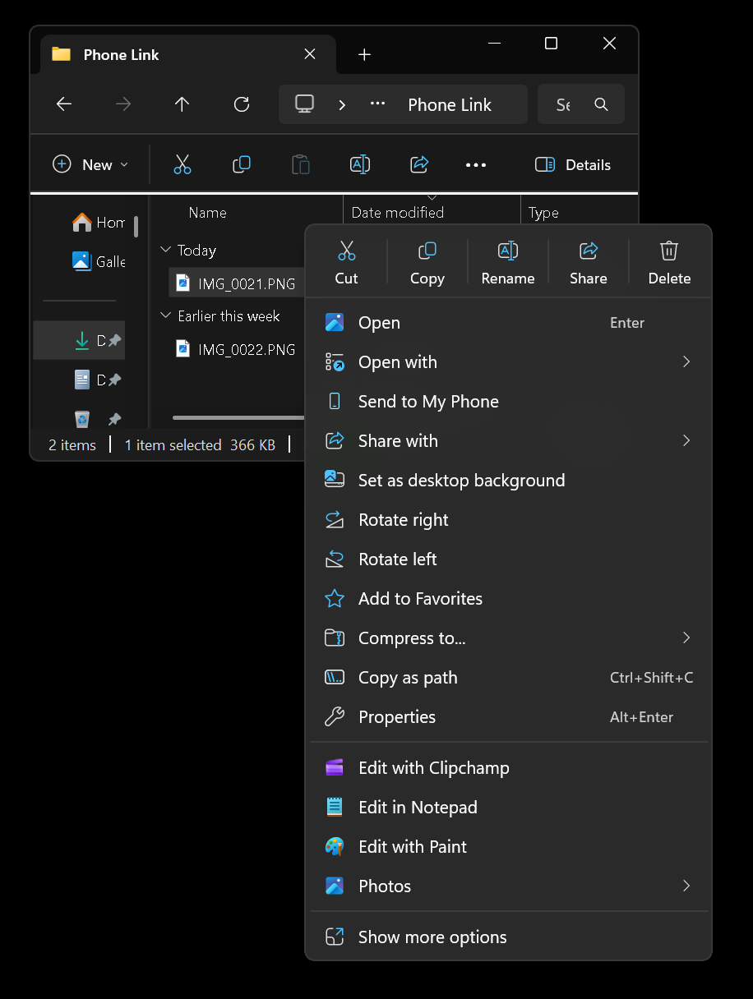 Phone Link
Phone Link
New
Details
Name Date modified Type
Today
IMG_0021.PNG
Earlier this week
IMG_0022.PNG
2 items 1 item selected 366 KB
Cut Copy Rename Share Delete
Open Enter
Open with
Send to My Phone
Share with
Set as desktop background
Rotate right
Rotate left
Add to Favorites
Compress to...
Copy as path Ctrl+Shift+C
Properties Alt+Enter
Edit with Clipchamp
Edit in Notepad
Edit with Paint
Photos
Show more options